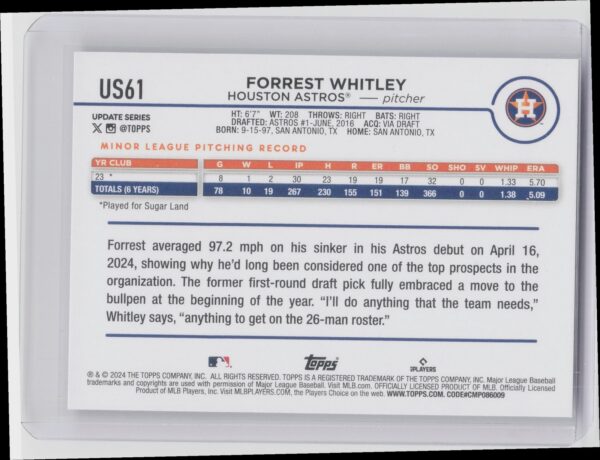 US61
FORREST WHITLEY
HOUSTON ASTROS® — pitcher
UPDATE SERIES
X @TOPPS
HT: 6'7" WT: 208 THROWS: RIGHT BATS: RIGHT
DRAFTED: ASTROS #1-JUNE, 2016 ACQ: VIA DRAFT
BORN: 9-15-97, SAN ANTONIO, TX HOME: SAN ANTONIO, TX
MINOR LEAGUE PITCHING RECORD
YR CLUB G W L IP H R ER BB SO SHO SV WHIP ERA
23 * 8 1 2 30 23 19 19 17 32 0 0 1.33 5.70
TOTALS (6 YEARS) 78 10 19 267 230 155 151 139 366 0 0 1.38 5.09
*Played for Sugar Land
Forrest averaged 97.2 mph on his sinker in his Astros debut on April 16,
2024, showing why he'd long been considered one of the top prospects in the
organization. The former first-round draft pick fully embraced a move to the
bullpen at the beginning of the year. "I'll do anything that the team needs,"
Whitley says, "anything to get on the 26-man roster."
Topps
PLAYERS
® & © 2024 THE TOPPS COMPANY, INC. ALL RIGHTS RESERVED. TOPPS IS A REGISTERED TRADEMARK OF THE TOPPS COMPANY, INC. Major League Baseball
trademarks and copyrights are used with permission of Major League Baseball. Visit MLB.com. OFFICIALLY LICENSED PRODUCT OF MLB. Officially Licensed
Product of MLB Players, Inc. Visit MLBPLAYERS.COM, the Players Choice on the web. WWW.TOPPS.COM. CODE#CMP086009